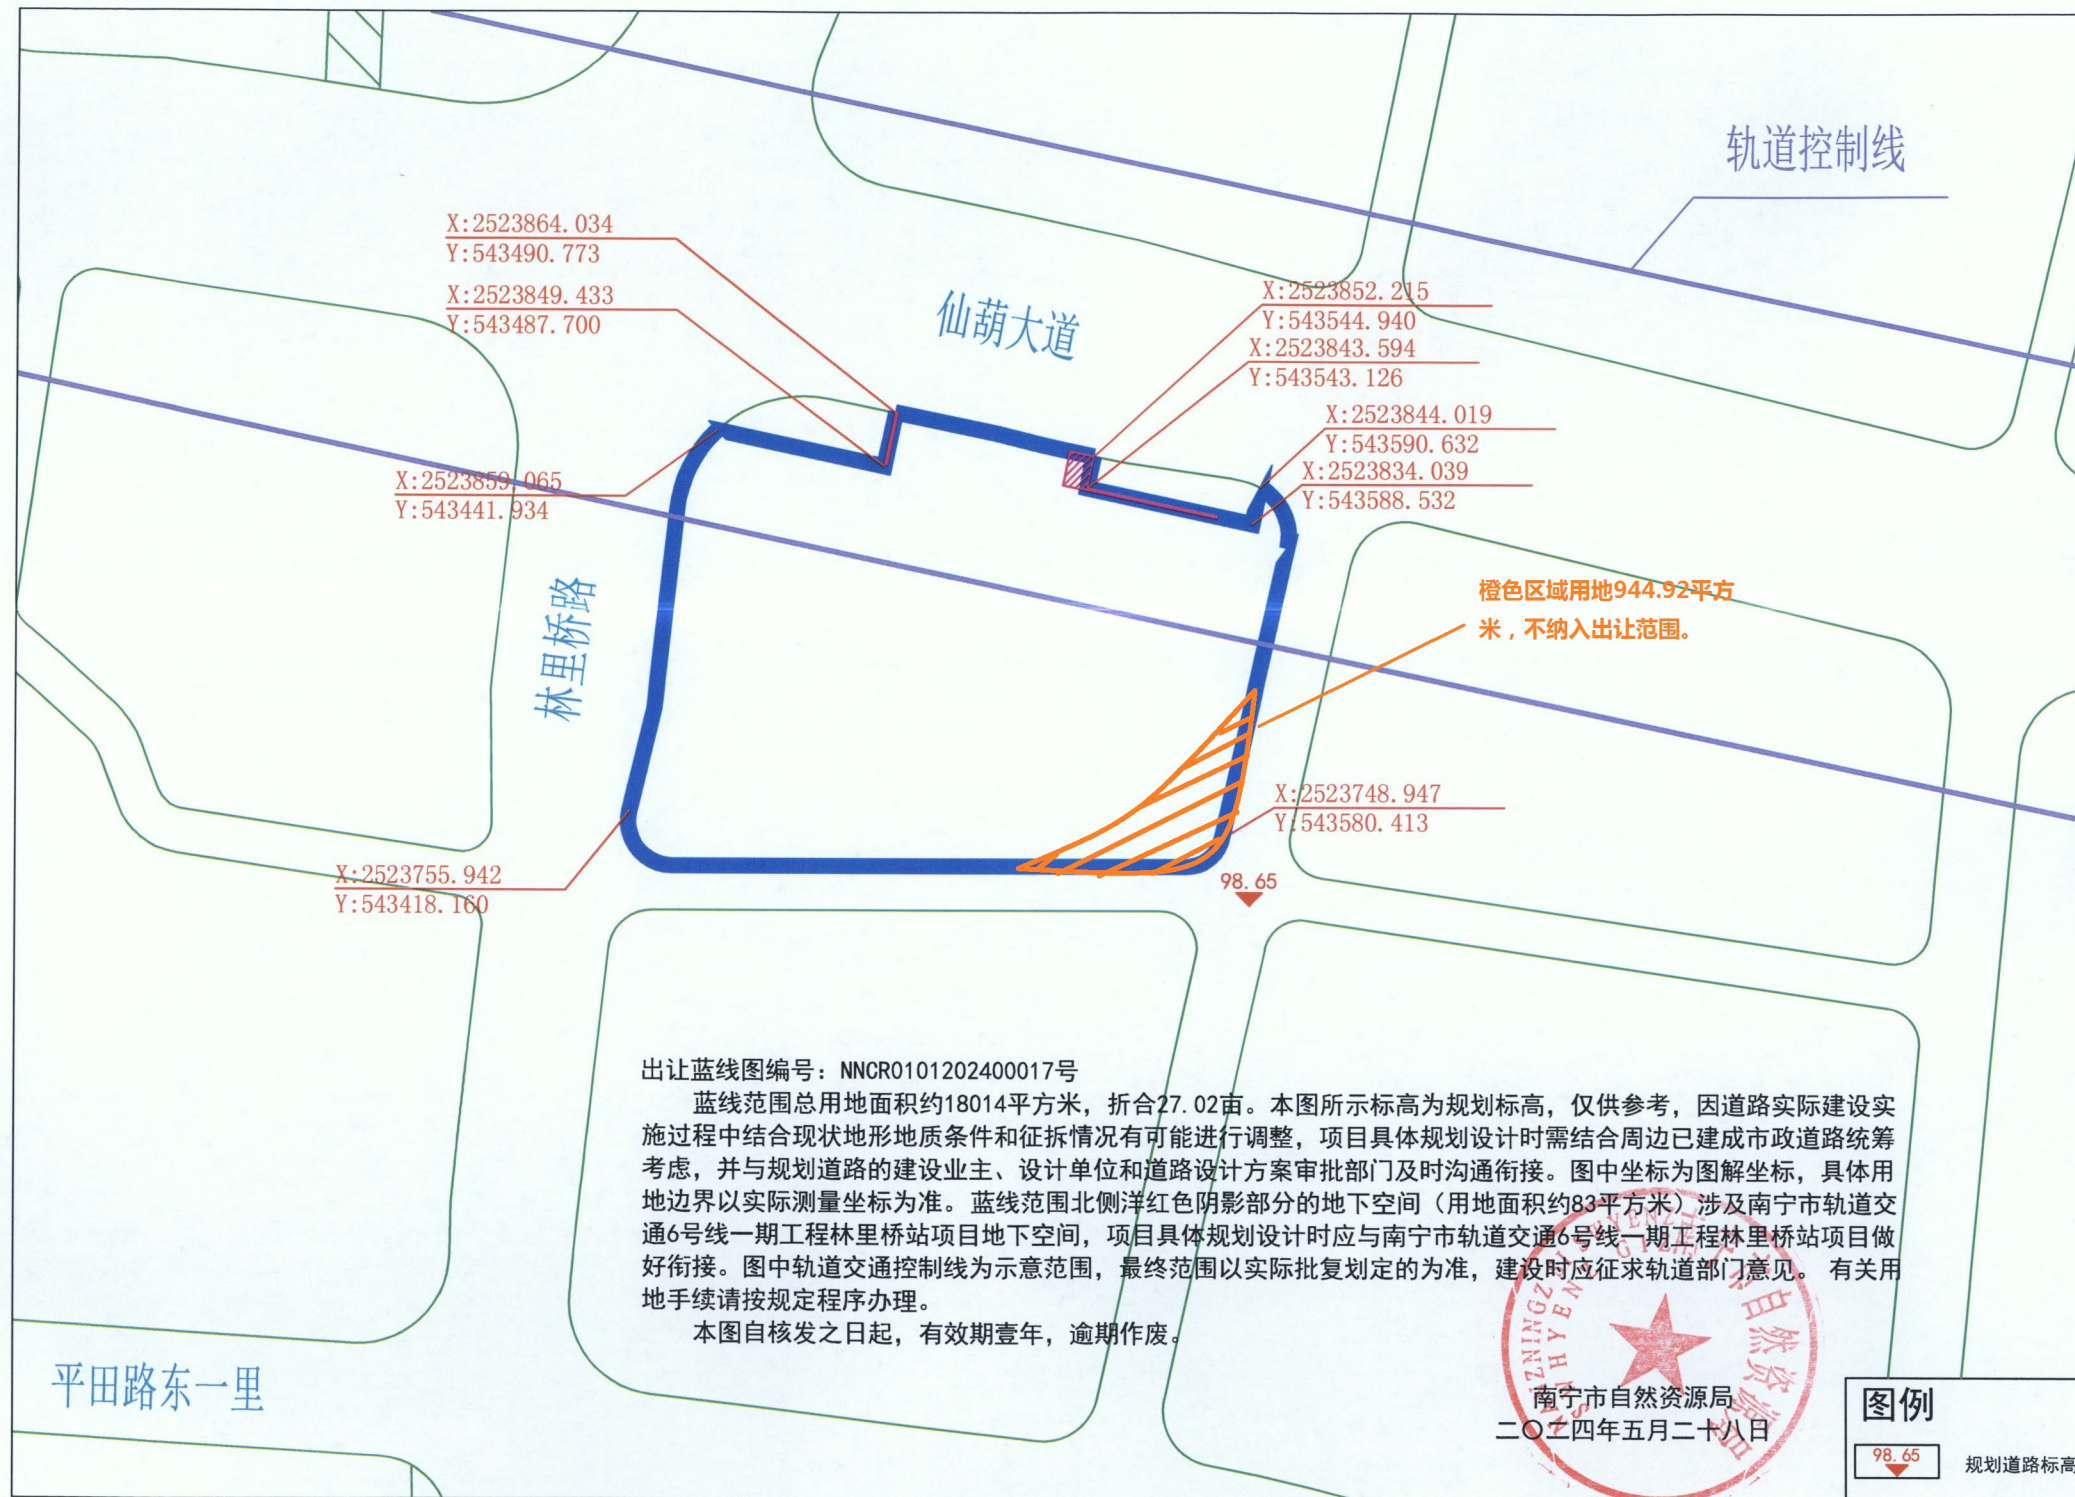 轨道控制线
X:2523864.034
Y:543490.773
仙葫大道
X:2523852.215
Y:543544.940
X:2523849.433
Y:543487.700
X:2523843.594
Y:543543.126
X:2523844.019
Y:543590.632
X:2523859.065
Y:543441.934
X:2523834.039
Y:543588.532
林里桥路
橙色区域用地944.92平方
米，不纳入出让范围。
X:2523748.947
Y:543580.413
X:2523755.942
Y:543418.160
98.65
出让蓝线图编号：NNCR0101202400017号
蓝线范围总用地面积约18014平方米，折合27.02亩。本图所示标高为规划标高，仅供参考，因道路实际建设实
施过程中结合现状地形地质条件和征拆情况有可能进行调整，项目具体规划设计时需结合周边已建成市政道路统筹
考虑，并与规划道路的建设业主、设计单位和道路设计方案审批部门及时沟通衔接。图中坐标为图解坐标，具体用
地边界以实际测量坐标为准。蓝线范围北侧洋红色阴影部分的地下空间（用地面积约83平方米）涉及南宁市轨道交
通6号线一期工程林里桥站项目地下空间，项目具体规划设计时应与南宁市轨道交通6号线一期工程林里桥站项目做
好衔接。图中轨道交通控制线为示意范围，最终范围以实际批复划定的为准，建设时应征求轨道部门意见。 有关用
地手续请按规定程序办理。
本图自核发之日起，有效期壹年，逾期作废。
平田路东一里
南宁市自然资源局
南宁市自然资源局
二〇二四年五月二十八日
图例
98.65
规划道路标高